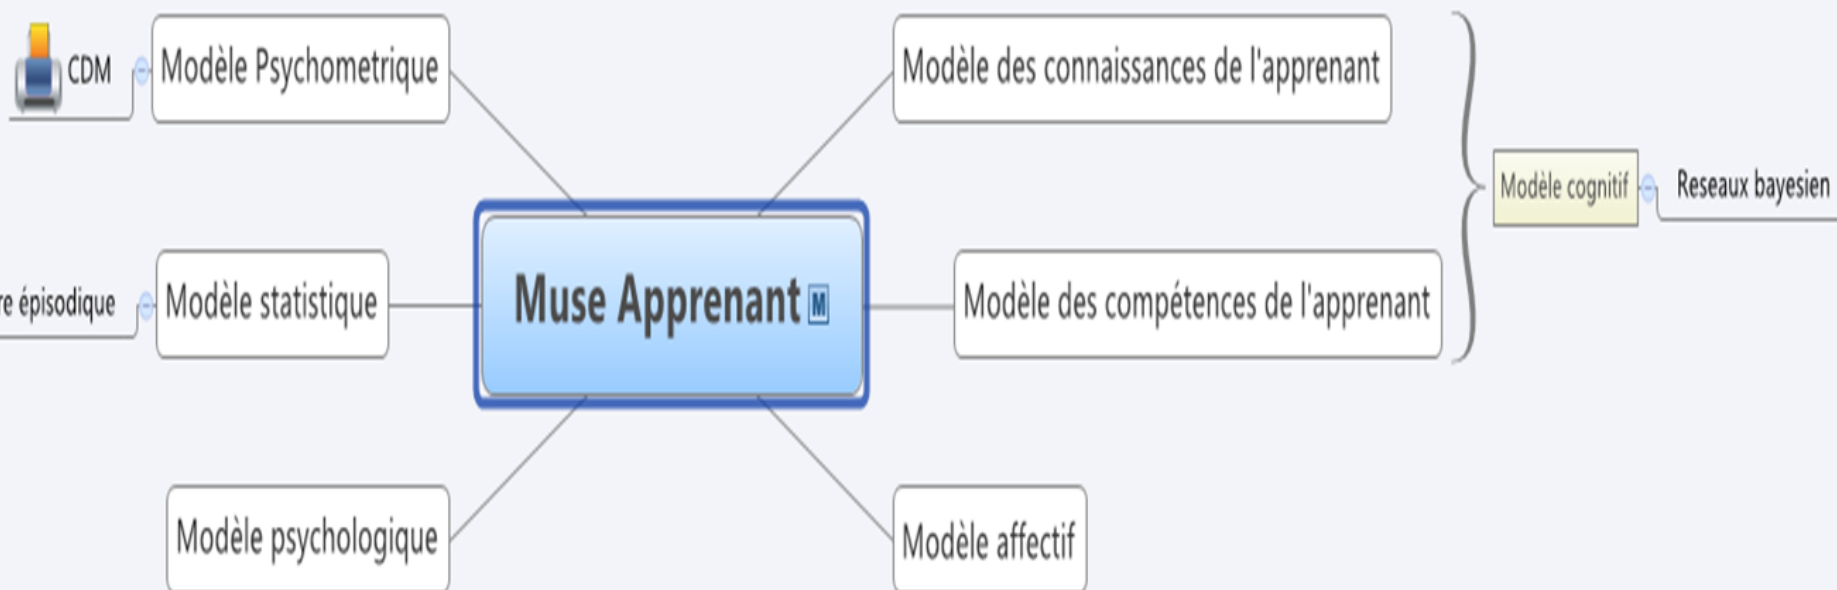 CDM
Modèle Psychometrique
Modèle des connaissances de l'apprenant
Modèle cognitif
Reseaux bayesien
épisodique
Modèle statistique
Muse Apprenant M
Modèle des compétences de l'apprenant
Modèle psychologique
Modèle affectif